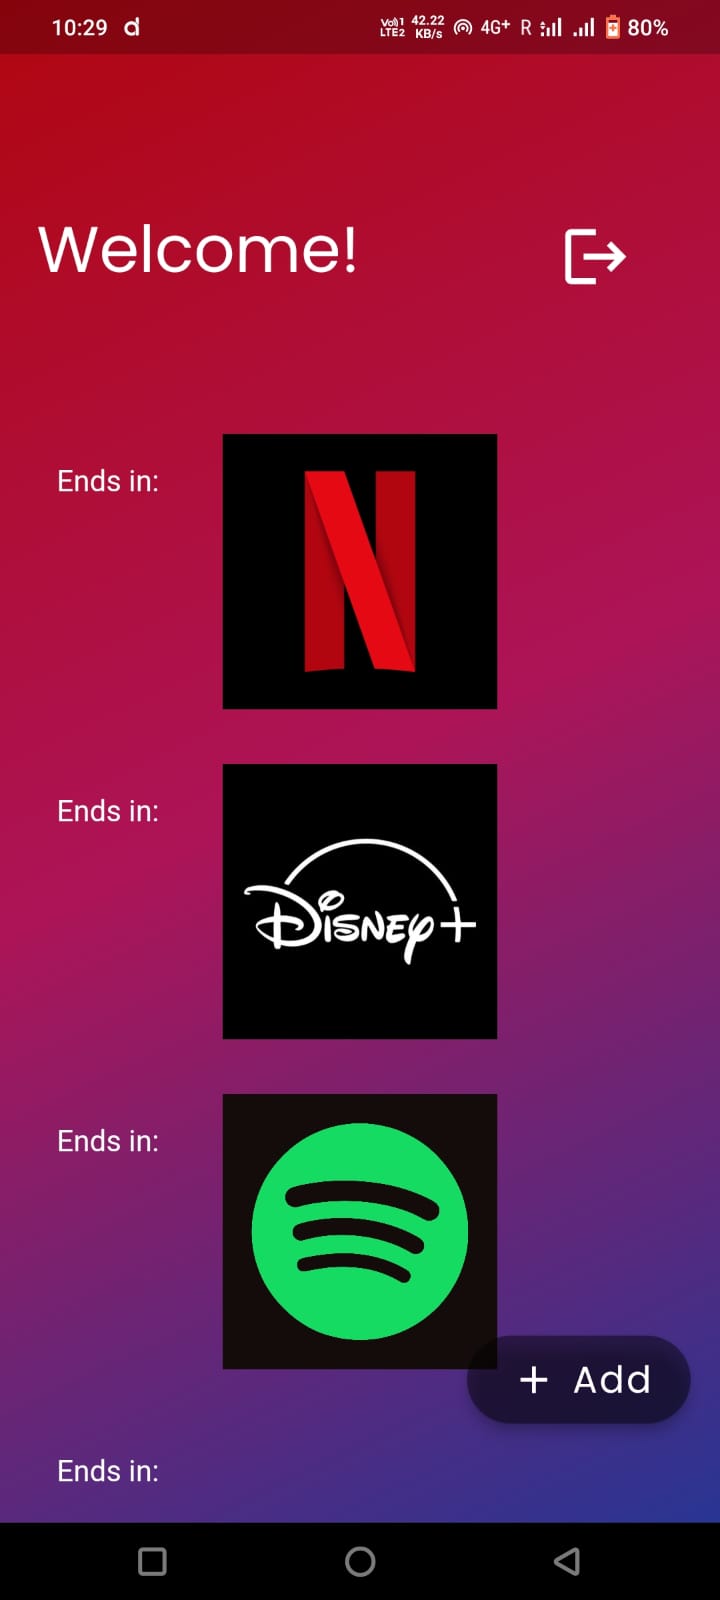 10:29 d Vo)) 1 LTE2 42.22 KB/s 4G+ R 80%
Welcome!
Ends in:
N
Ends in:
Disney+
Ends in:
+ Add
Ends in: